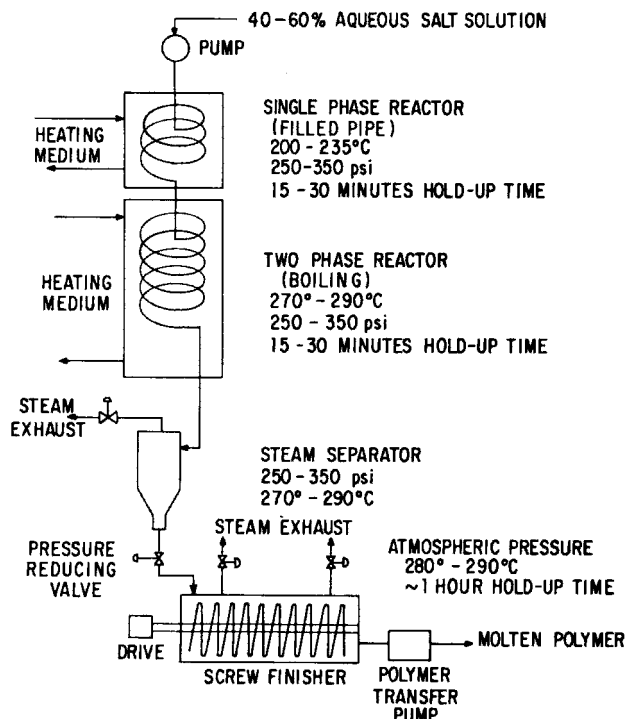 40-60% AQUEOUS SALT SOLUTION
PUMP
SINGLE PHASE REACTOR
(FILLED PIPE)
200 - 235°C
250-350 psi
15 - 30 MINUTES HOLD-UP TIME
HEATING
MEDIUM
TWO PHASE REACTOR
(BOILING)
270° - 290°C
250 - 350 psi
15 - 30 MINUTES HOLD-UP TIME
HEATING
MEDIUM
STEAM
EXHAUST
STEAM SEPARATOR
250-350 psi
270° - 290°C
STEAM EXHAUST
PRESSURE
REDUCING
VALVE
ATMOSPHERIC PRESSURE
280° - 290°C
~1 HOUR HOLD-UP TIME
DRIVE
SCREW FINISHER
MOLTEN POLYMER
POLYMER
TRANSFER
PUMP